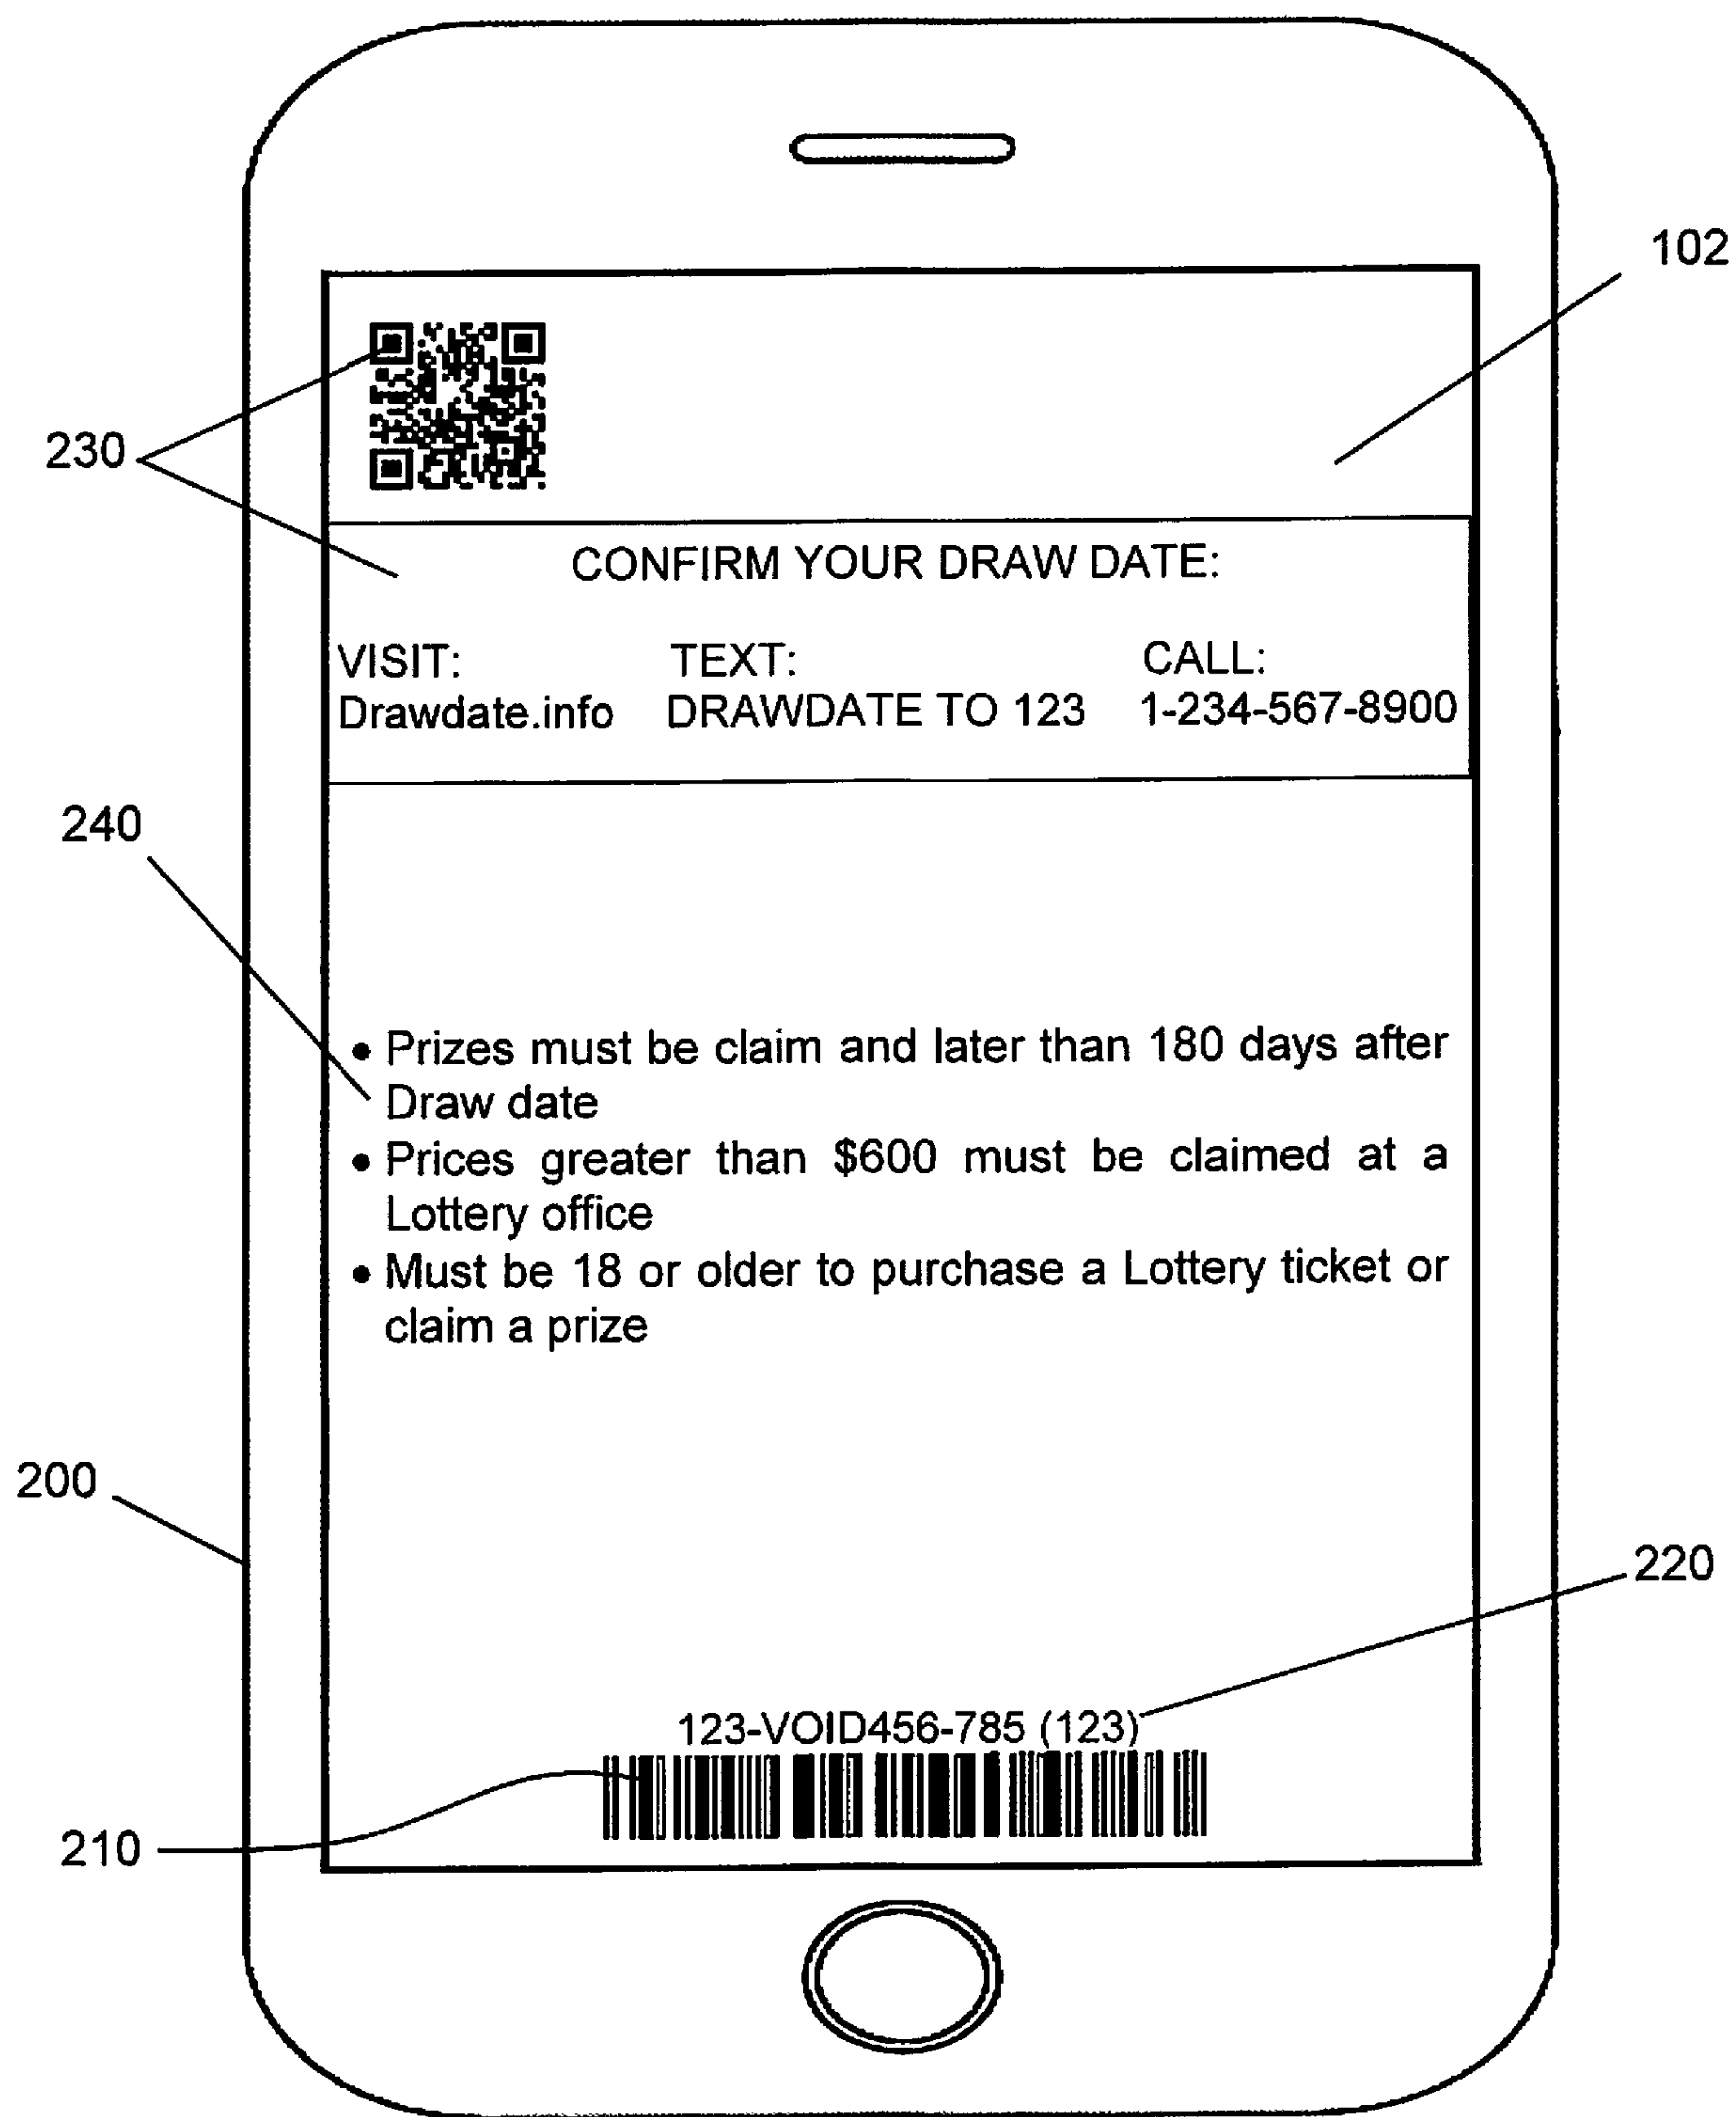 102
230
CONFIRM YOUR DRAW DATE:
VISIT: TEXT: CALL:
Drawdate.info DRAWDATE TO 123 1-234-567-8900
240
• Prizes must be claim and later than 180 days after
Draw date
• Prices greater than $600 must be claimed at a
Lottery office
• Must be 18 or older to purchase a Lottery ticket or
claim a prize
200
220
123-VOID456-785 (123)
210